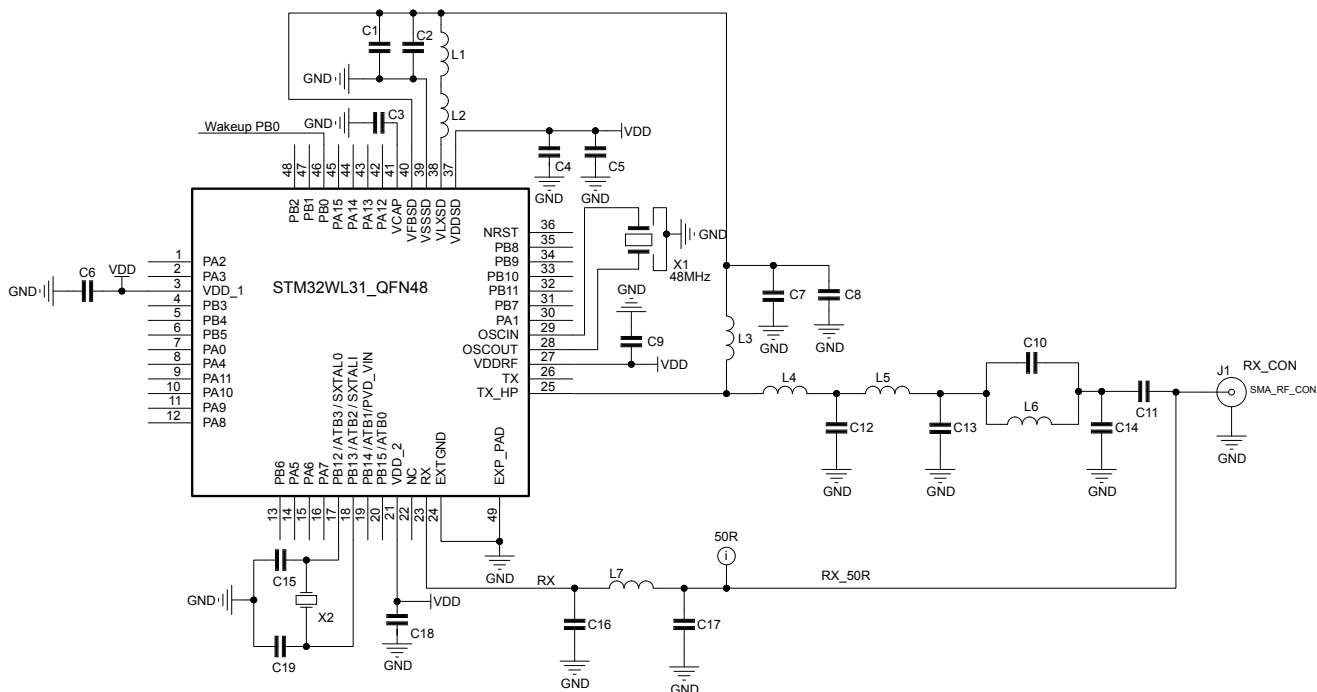 C1
C2
L1
GND
L2
C3
GND
Wakeup PB0
VDD
C4
C5
GND
GND
48
47
46
45
44
43
42
41
40
39
38
37
PB2
PB1
PB0
PA15
PA14
PA13
PA12
VCAP
VFBSD
VSSSD
VLXSD
VDDSD
STM32WL31_QFN48
1 PA2
2 PA3
3 VDD_1
4 PB3
5 PB4
6 PB5
7 PA0
8 PA4
9 PA11
10 PA10
11 PA9
12 PA8
C6
VDD
GND
NRST 36
PB8 35
PB9 34
PB10 33
PB11 32
PB7 31
PA1 30
OSCIN 29
OSCOUT 28
VDDRF 27
TX 26
TX_HP 25
GND
X1
48MHz
GND
C9
VDD
C7
C8
GND
GND
L3
L4
L5
C10
L6
C12
C13
C14
C11
GND
GND
GND
J1
RX_CON
SMA_RF_CON
GND
PB6
PA5
PA6
PA7
PB12/ATB3/SXTAL0
PB13/ATB2/SXTALI
PB14/ATB1/PVD_VIN
PB15/ATB0
VDD_2
NC
RX
EXTGND
EXP_PAD
13
14
15
16
17
18
19
20
21
22
23
24
49
GND
C15
X2
C19
GND
VDD
C18
GND
RX
L7
50R
i
RX_50R
C16
C17
GND
GND